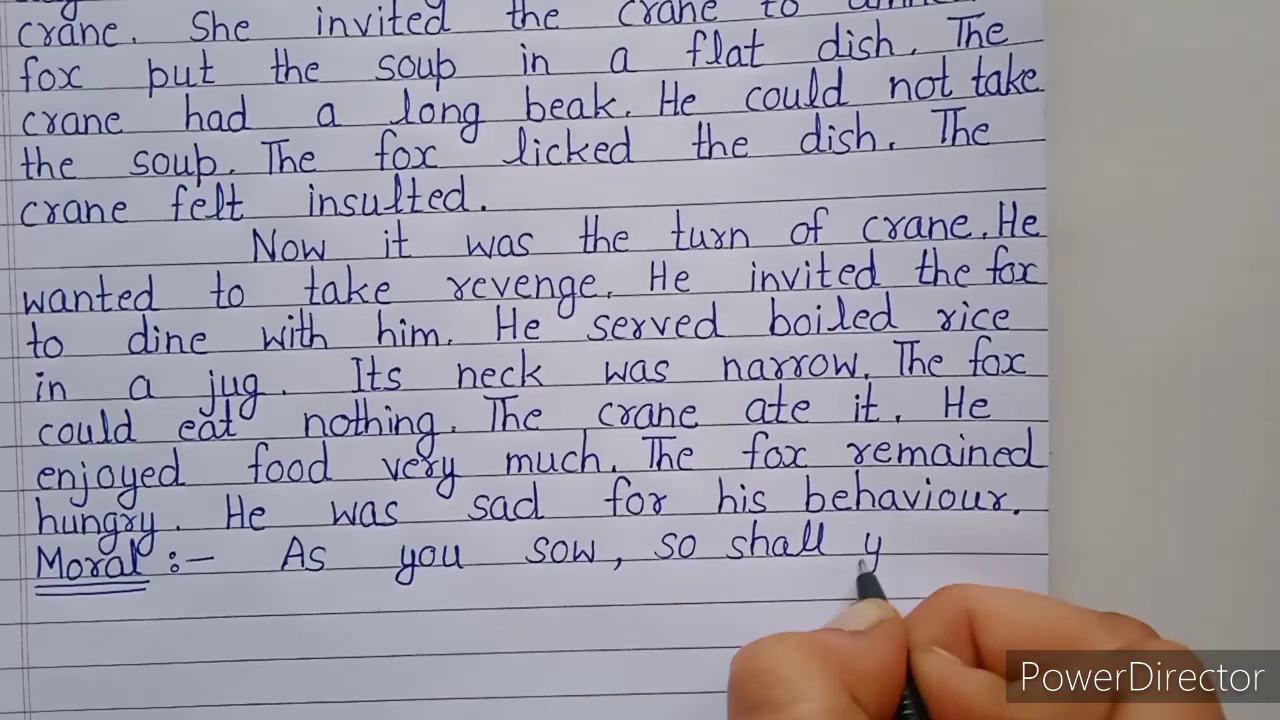 crane. She invited the crane to
fox put the soup in a flat dish. The
crane had a long beak. He could not take
the soup. The fox licked the dish. The
crane felt insulted.
Now it was the turn of crane. He
wanted to take revenge. He invited the fox
to dine with him. He served boiled rice
in a jug. Its neck was narrow. The fox
could eat nothing. The crane ate it. He
enjoyed food very much. The fox remained
hungry. He was sad for his behaviour.
Moral :- As you sow, so shall y
PowerDirector